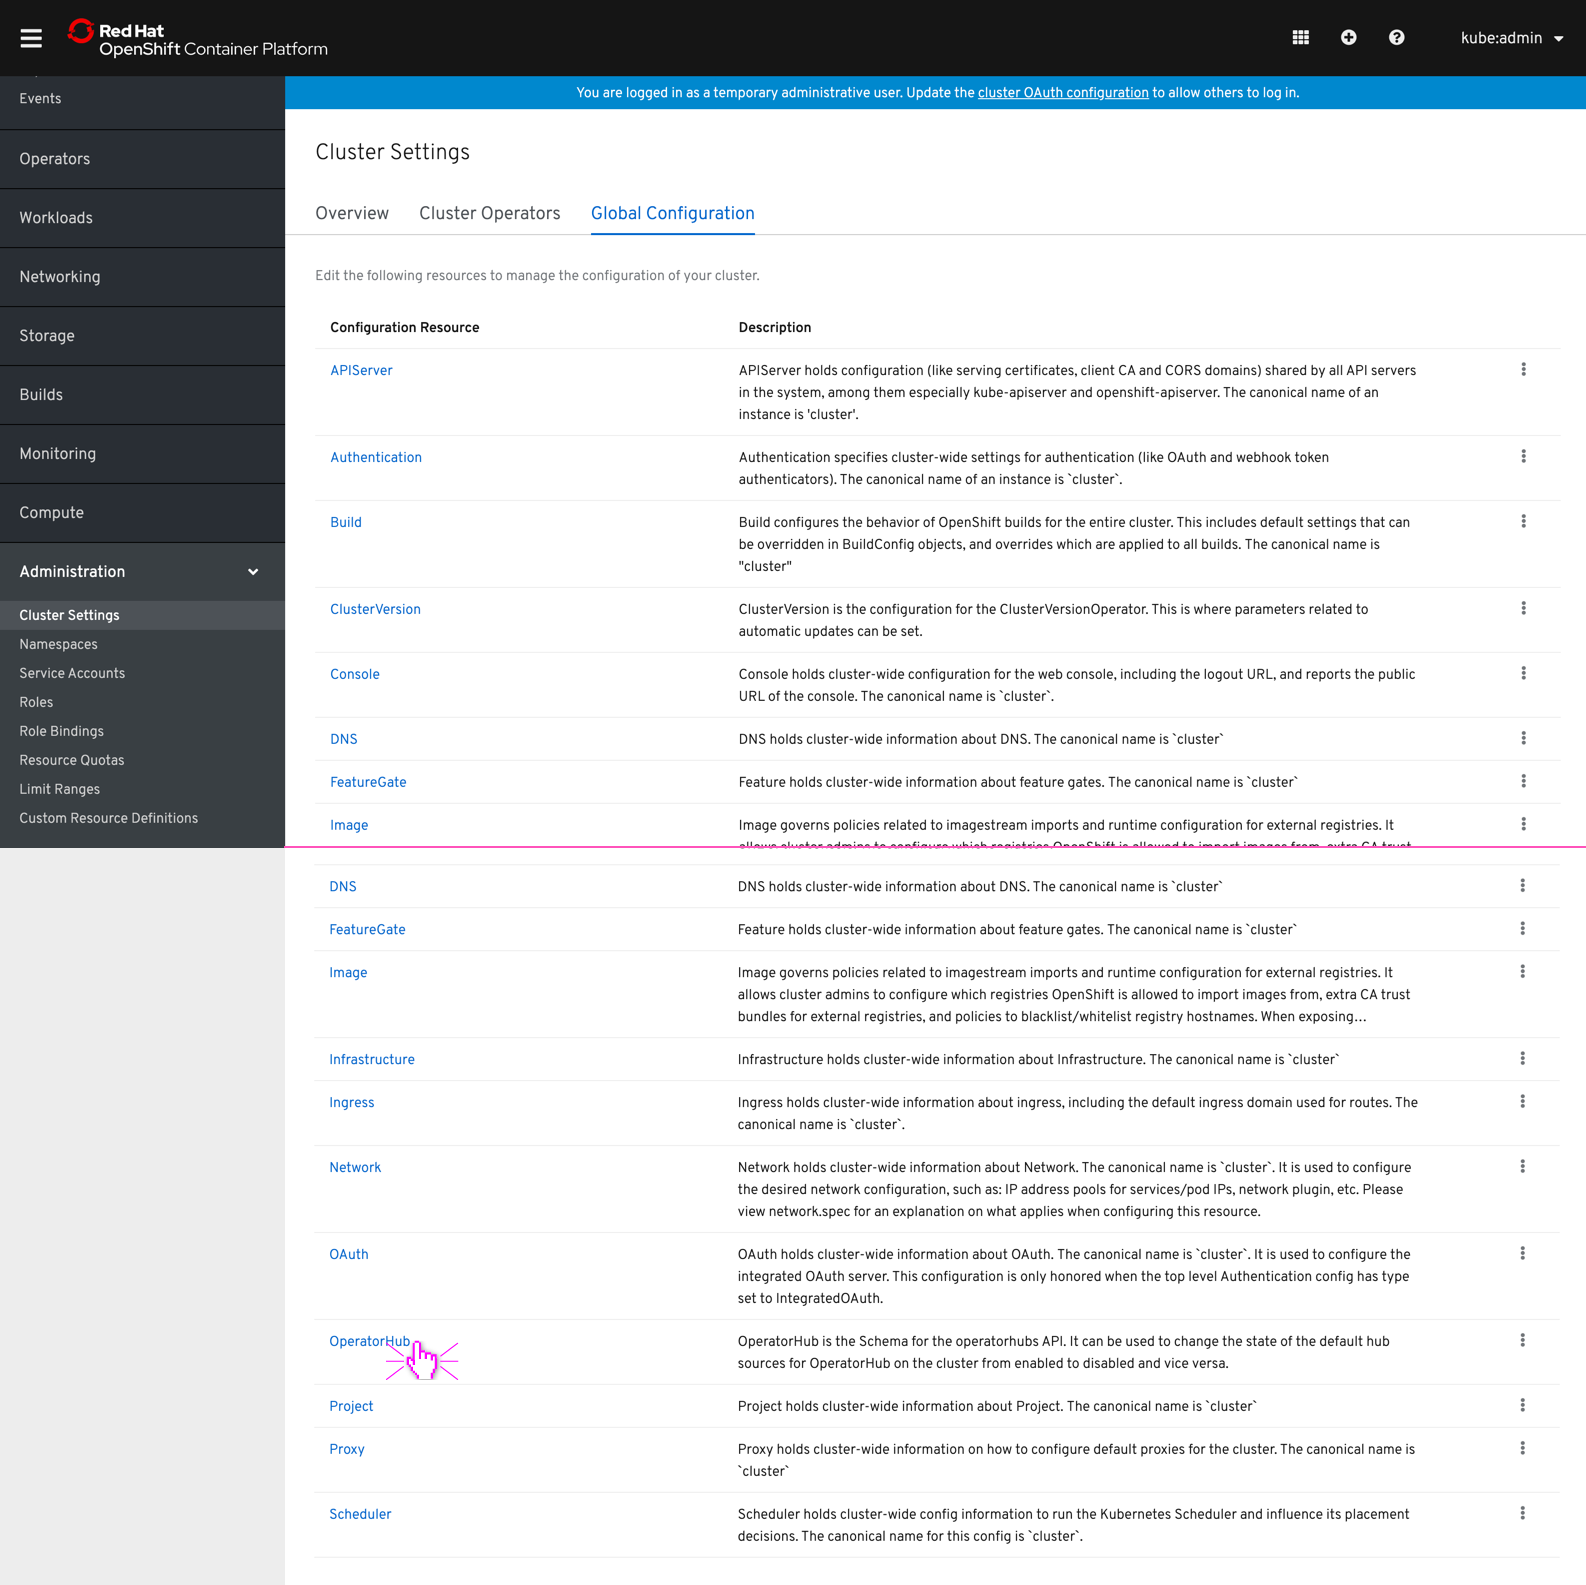 Red Hat
OpenShift Container Platform
kube:admin
Events
You are logged in as a temporary administrative user. Update the cluster OAuth configuration to allow others to log in.
Operators
Workloads
Networking
Storage
Builds
Monitoring
Compute
Administration
Cluster Settings
Namespaces
Service Accounts
Roles
Role Bindings
Resource Quotas
Limit Ranges
Custom Resource Definitions
Cluster Settings
Overview Cluster Operators Global Configuration
Edit the following resources to manage the configuration of your cluster.
Configuration Resource Description
APIServer APIServer holds configuration (like serving certificates, client CA and CORS domains) shared by all API servers
in the system, among them especially kube-apiserver and openshift-apiserver. The canonical name of an
instance is 'cluster'.
Authentication Authentication specifies cluster-wide settings for authentication (like OAuth and webhook token
authenticators). The canonical name of an instance is `cluster`.
Build Build configures the behavior of OpenShift builds for the entire cluster. This includes default settings that can
be overridden in BuildConfig objects, and overrides which are applied to all builds. The canonical name is
"cluster"
ClusterVersion ClusterVersion is the configuration for the ClusterVersionOperator. This is where parameters related to
automatic updates can be set.
Console Console holds cluster-wide configuration for the web console, including the logout URL, and reports the public
URL of the console. The canonical name is `cluster`.
DNS DNS holds cluster-wide information about DNS. The canonical name is `cluster`
FeatureGate Feature holds cluster-wide information about feature gates. The canonical name is `cluster`
Image Image governs policies related to imagestream imports and runtime configuration for external registries. It
allows cluster admins to configure which registries OpenShift is allowed to import images from, extra CA trust
DNS DNS holds cluster-wide information about DNS. The canonical name is `cluster`
FeatureGate Feature holds cluster-wide information about feature gates. The canonical name is `cluster`
Image Image governs policies related to imagestream imports and runtime configuration for external registries. It
allows cluster admins to configure which registries OpenShift is allowed to import images from, extra CA trust
bundles for external registries, and policies to blacklist/whitelist registry hostnames. When exposing...
Infrastructure Infrastructure holds cluster-wide information about Infrastructure. The canonical name is `cluster`
Ingress Ingress holds cluster-wide information about ingress, including the default ingress domain used for routes. The
canonical name is `cluster`.
Network Network holds cluster-wide information about Network. The canonical name is `cluster`. It is used to configure
the desired network configuration, such as: IP address pools for services/pod IPs, network plugin, etc. Please
view network.spec for an explanation on what applies when configuring this resource.
OAuth OAuth holds cluster-wide information about OAuth. The canonical name is `cluster`. It is used to configure the
integrated OAuth server. This configuration is only honored when the top level Authentication config has type
set to IntegratedOAuth.
OperatorHub OperatorHub is the Schema for the operatorhubs API. It can be used to change the state of the default hub
sources for OperatorHub on the cluster from enabled to disabled and vice versa.
Project Project holds cluster-wide information about Project. The canonical name is `cluster`
Proxy Proxy holds cluster-wide information on how to configure default proxies for the cluster. The canonical name is
`cluster`
Scheduler Scheduler holds cluster-wide config information to run the Kubernetes Scheduler and influence its placement
decisions. The canonical name for this config is `cluster`.